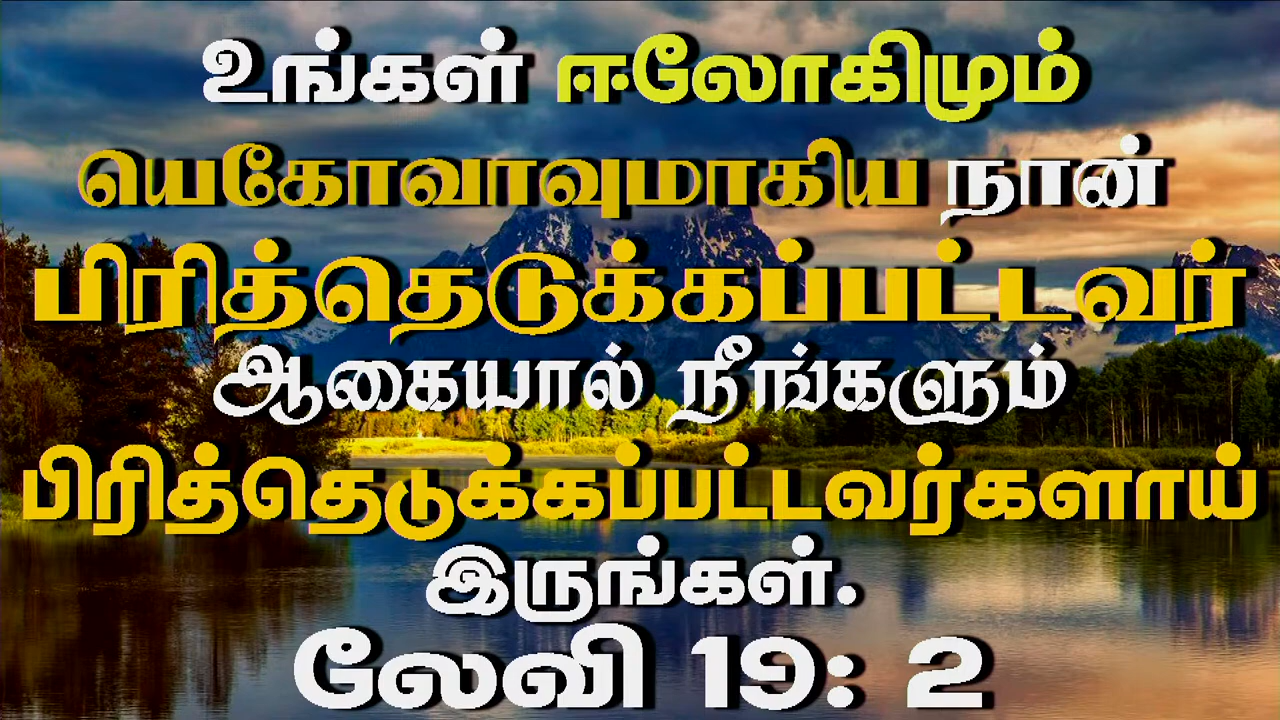 உங்கள் ஈலோகிமும்
யெகோவாவுமாகிய நான்
பிரித்தெடுக்கப்பட்டவர்
ஆகையால் நீங்களும்
பிரித்தெடுக்கப்பட்டவர்களாய்
இருங்கள்.
லேவி 19: 2